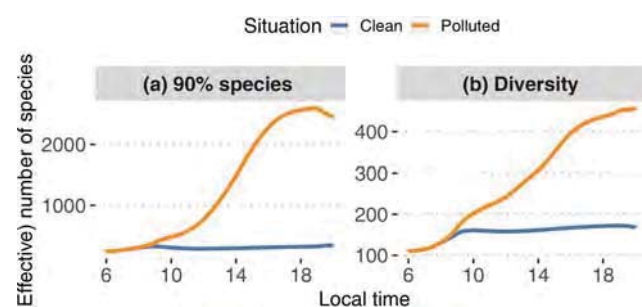 Situation Clean Polluted
(a) 90% species
(b) Diversity
Effective) number of species
2000
1000
400
300
200
100
6 10 14 18
6 10 14 18
Local time